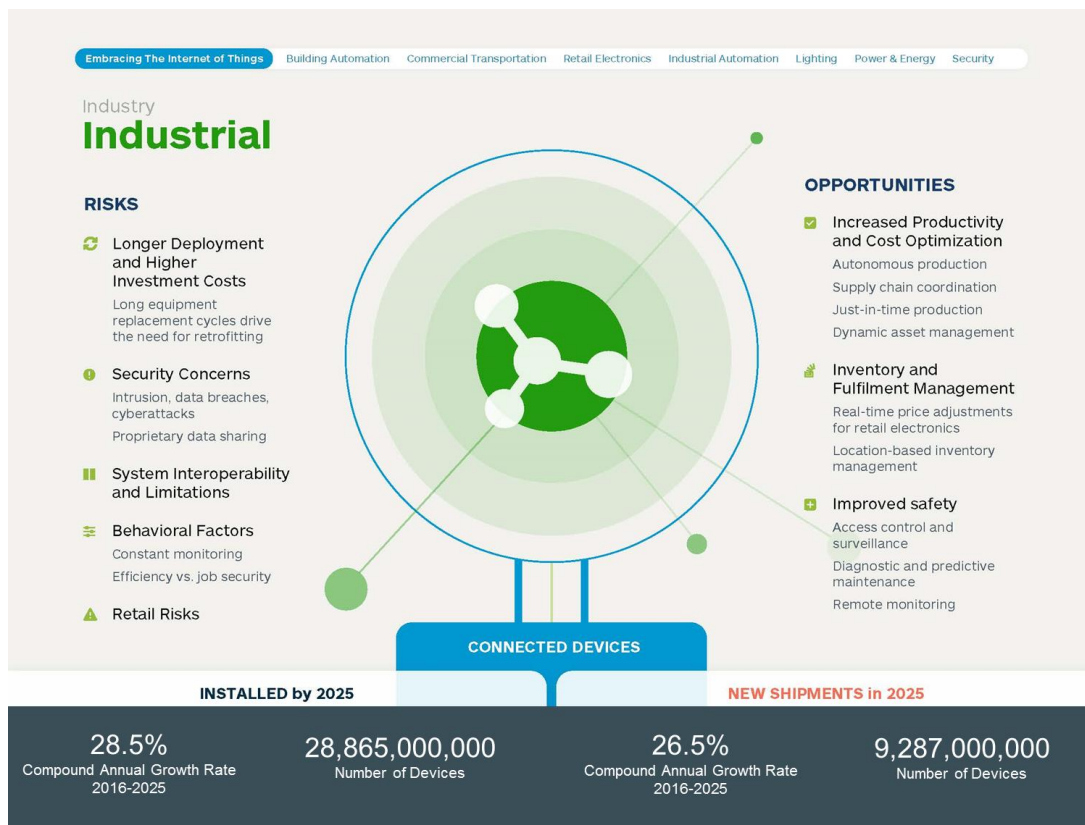 Embracing The Internet of Things Building Automation Commercial Transportation Retail Electronics Industrial Automation Lighting Power & Energy Security
Industry
Industrial
RISKS
Longer Deployment
and Higher
Investment Costs
Long equipment
replacement cycles drive
the need for retrofitting
Security Concerns
Intrusion, data breaches,
cyberattacks
Proprietary data sharing
System Interoperability
and Limitations
Behavioral Factors
Constant monitoring
Efficiency vs. job security
Retail Risks
OPPORTUNITIES
Increased Productivity
and Cost Optimization
Autonomous production
Supply chain coordination
Just-in-time production
Dynamic asset management
Inventory and
Fulfilment Management
Real-time price adjustments
for retail electronics
Location-based inventory
management
Improved safety
Access control and
surveillance
Diagnostic and predictive
maintenance
Remote monitoring
CONNECTED DEVICES
INSTALLED by 2025
28.5%
Compound Annual Growth Rate
2016-2025
28,865,000,000
Number of Devices
NEW SHIPMENTS in 2025
26.5%
Compound Annual Growth Rate
2016-2025
9,287,000,000
Number of Devices